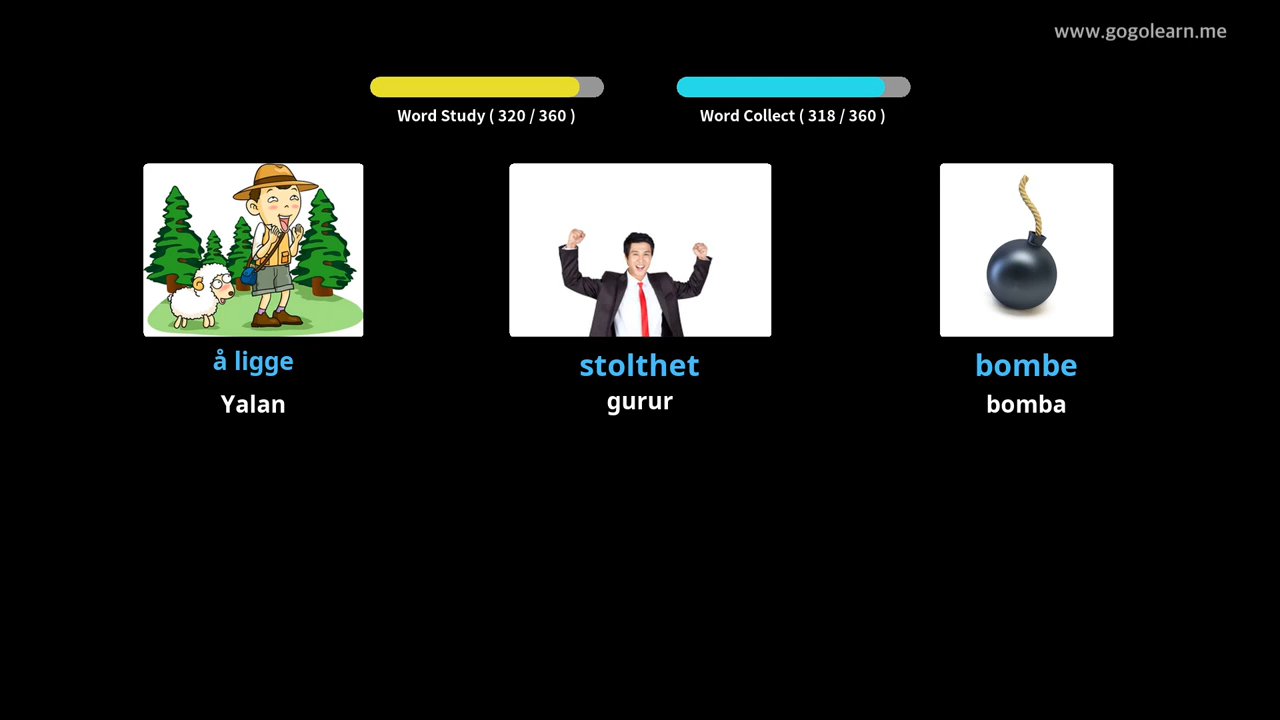 www.gogolearn.me
Word Study ( 320 / 360 )
Word Collect ( 318 / 360 )
å ligge
Yalan
stolthet
gurur
bombe
bomba